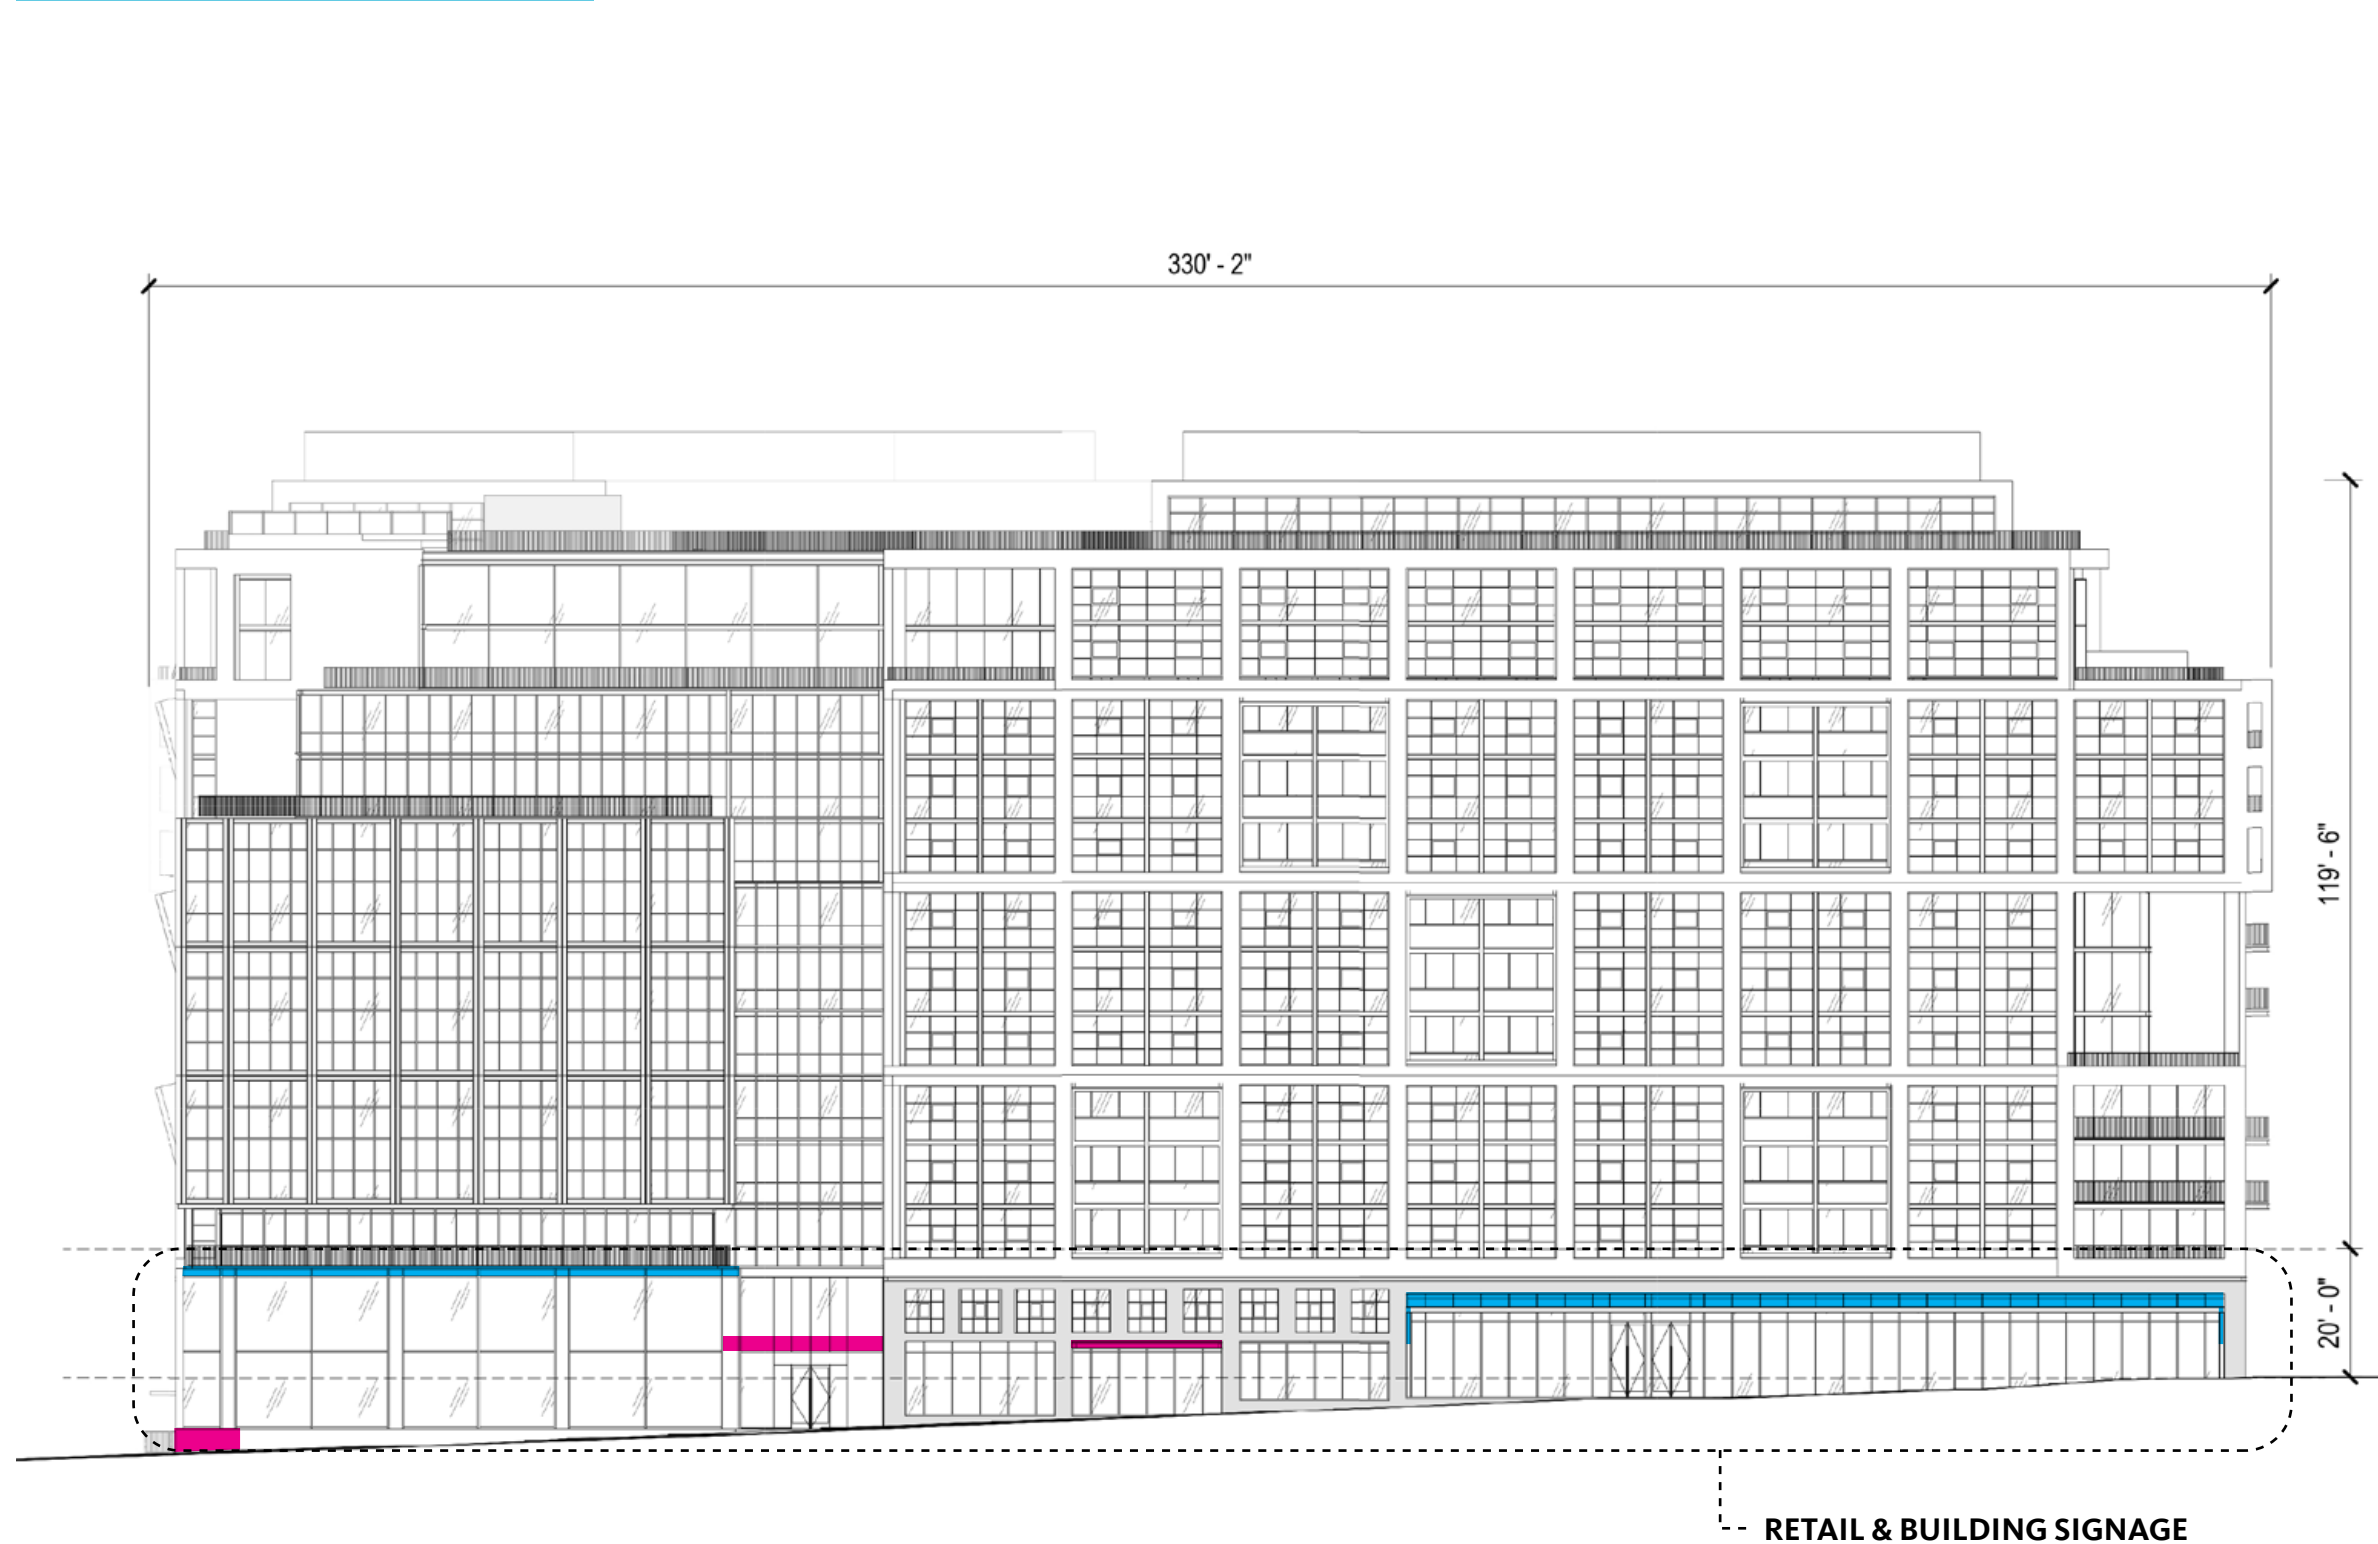 330' - 2"
119' - 6"
20' - 0"
RETAIL & BUILDING SIGNAGE